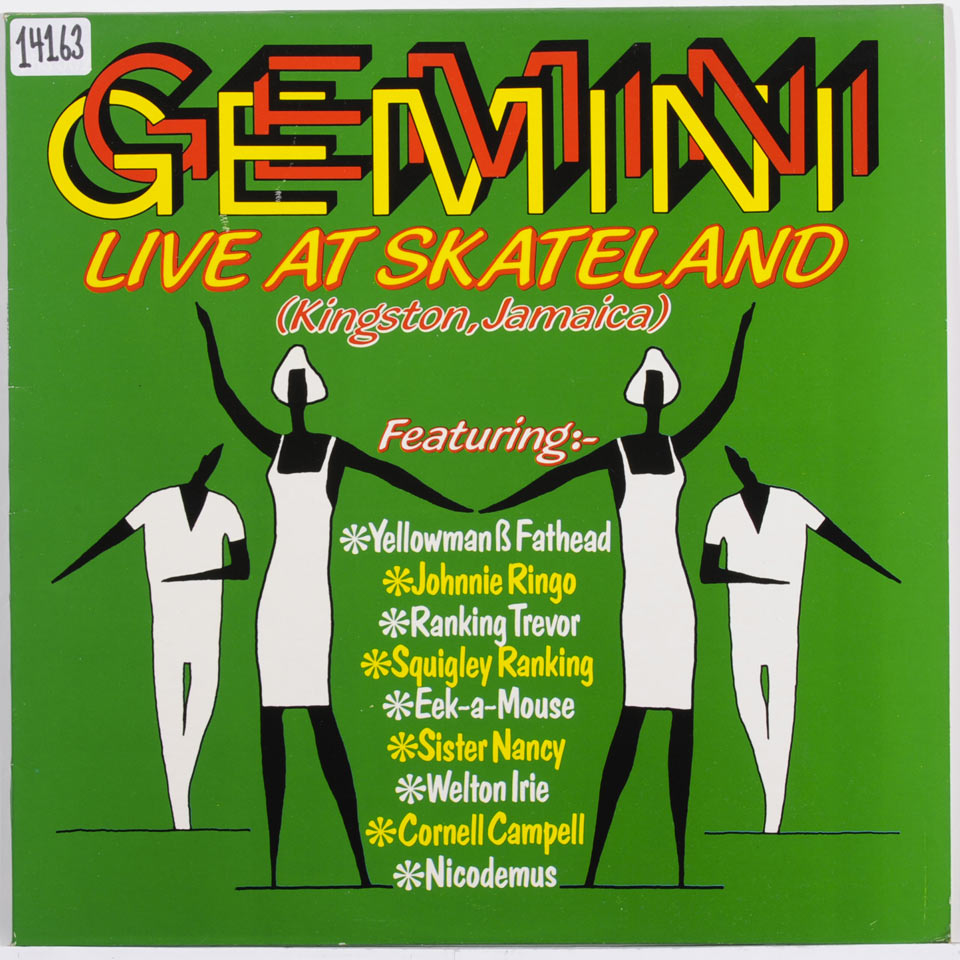 14163
GEMINI
GEMINI
LIVE AT SKATELAND
(Kingston, Jamaica)
Featuring:-
*Yellowman ß Fathead
*Johnnie Ringo
*Ranking Trevor
*Squigley Ranking
*Eek-a-Mouse
*Sister Nancy
*Welton Irie
*Cornell Campell
*Nicodemus